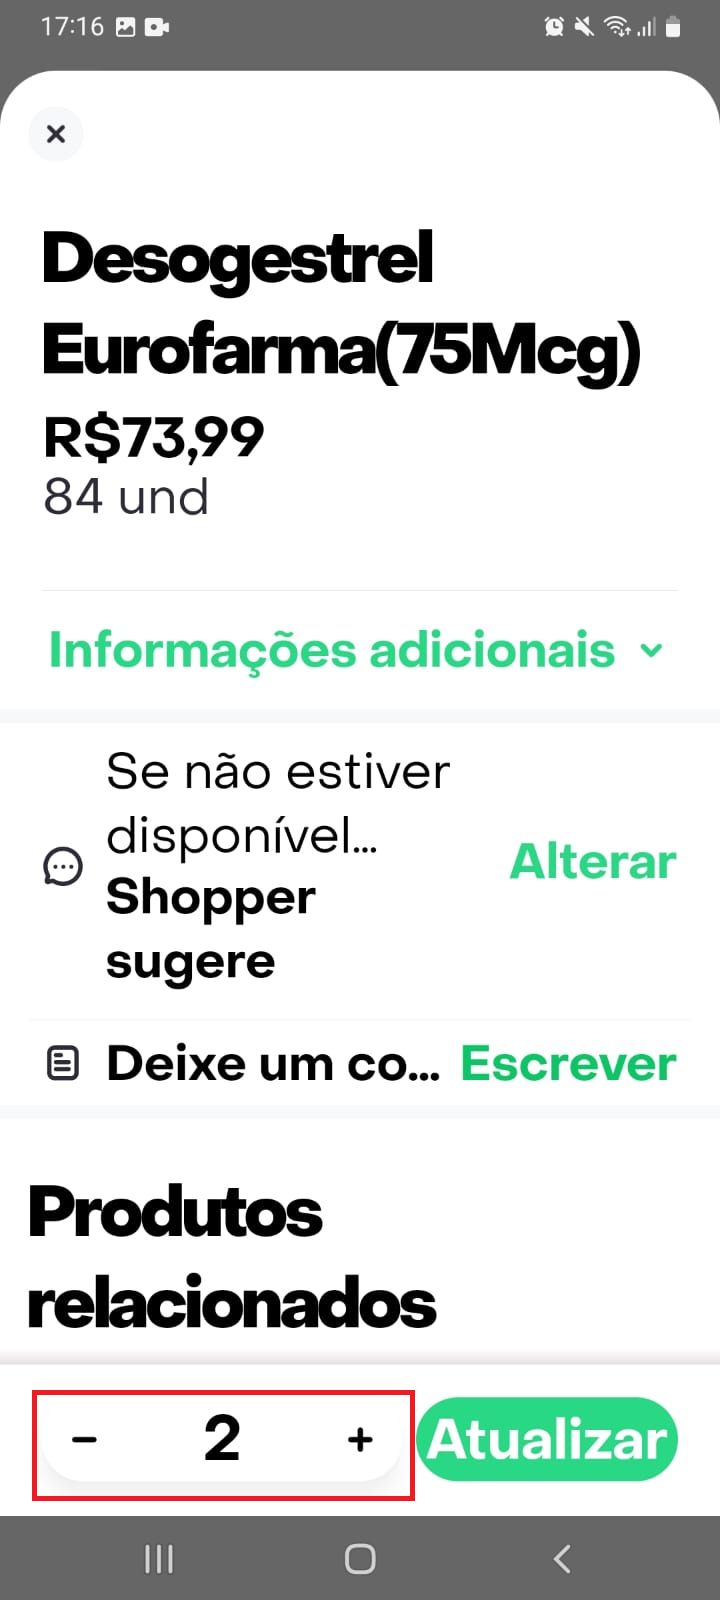 17:16
Desogestrel
Eurofarma(75Mcg)
R$73,99
84 und
Informações adicionais
Se não estiver
disponível...
Shopper
sugere
Alterar
Deixe um co... Escrever
Produtos
relacionados
- 2 + Atualizar